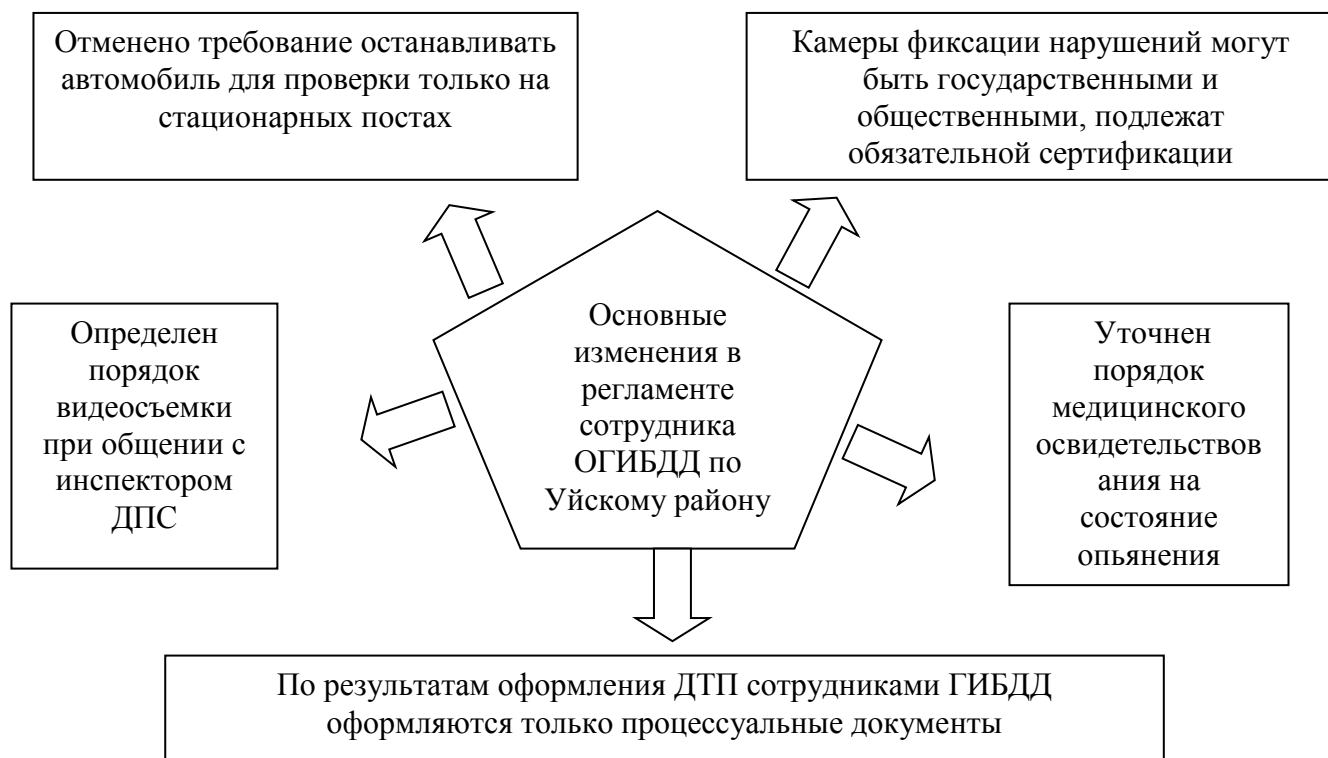 Отменено требование останавливать
автомобиль для проверки только на
стационарных постах
Камеры фиксации нарушений могут
быть государственными и
общественными, подлежат
обязательной сертификации
Основные
изменения в
регламенте
сотрудника
ОГИБДД по
Уйскому району
Определен
порядок
видеосъемки
при общении с
инспектором
ДПС
Уточнен
порядок
медицинского
освидетельствов
ания на
состояние
опьянения
По результатам оформления ДТП сотрудниками ГИБДД
оформляются только процессуальные документы